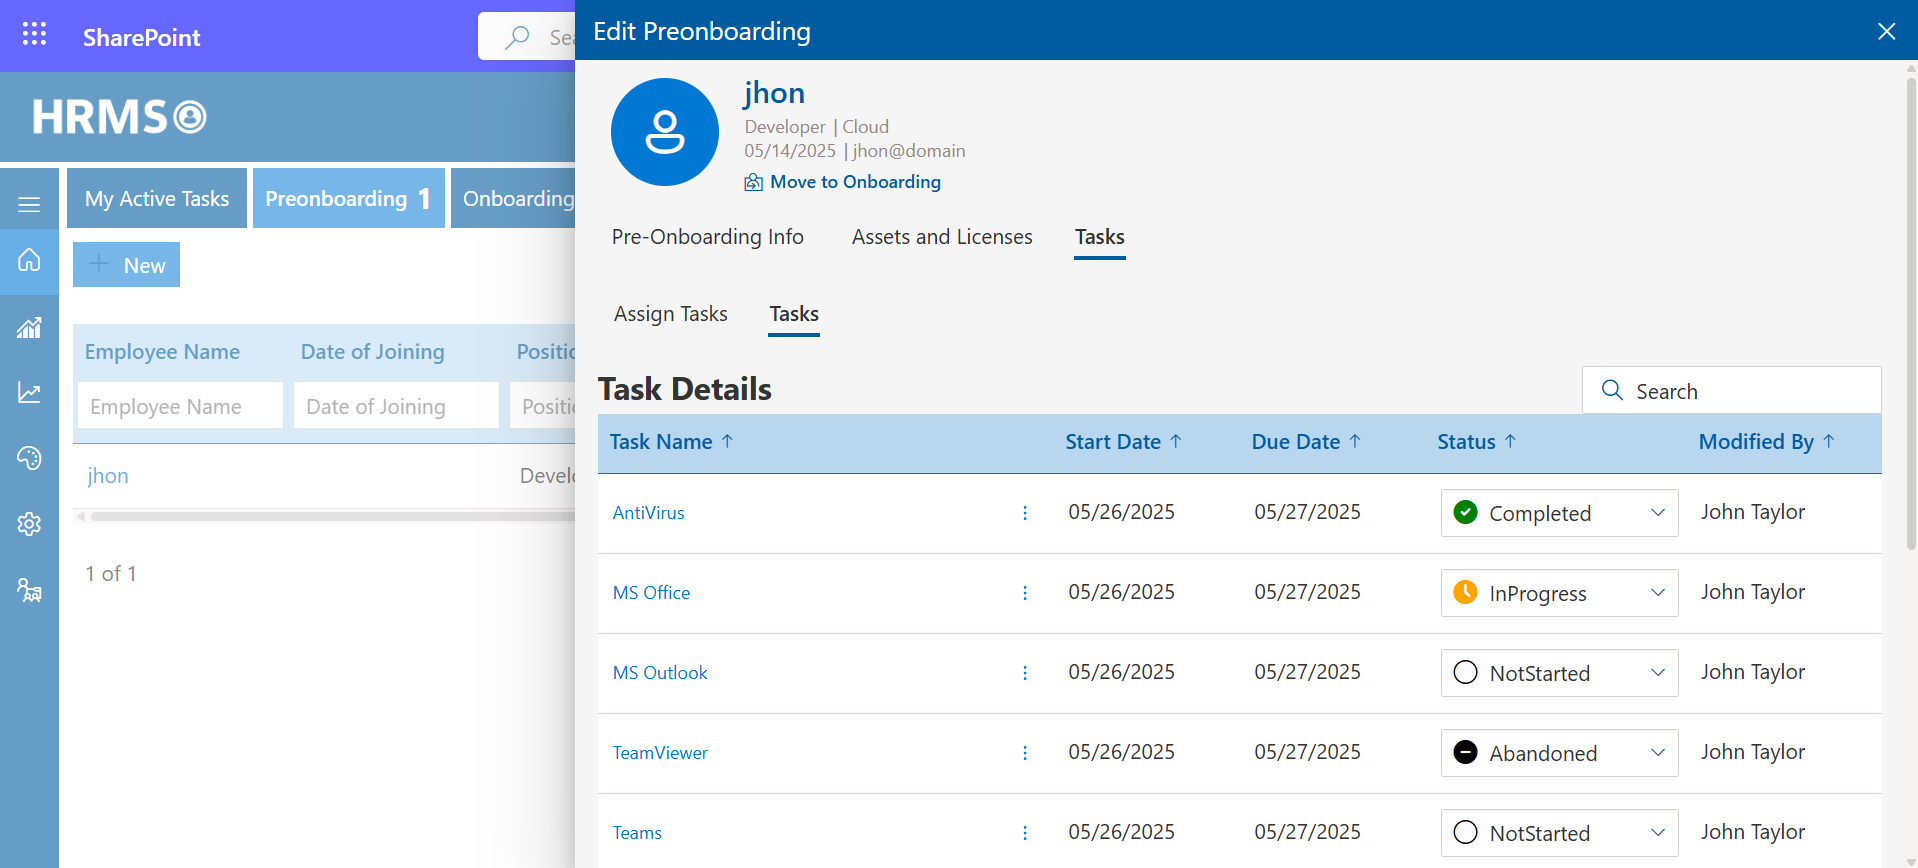 SharePoint
Edit Preonboarding
HRMS
jhon
Developer | Cloud
05/14/2025 | jhon@domain
Move to Onboarding
My Active Tasks
Preonboarding 1
Onboarding
Pre-Onboarding Info
Assets and Licenses
Tasks
New
Assign Tasks
Tasks
Employee Name
Date of Joining
Employee Name
Date of Joining
jhon
1 of 1
Task Details
Search
Task Name ↑ Start Date ↑ Due Date ↑ Status ↑ Modified By ↑
AntiVirus 05/26/2025 05/27/2025 Completed John Taylor
MS Office 05/26/2025 05/27/2025 InProgress John Taylor
MS Outlook 05/26/2025 05/27/2025 NotStarted John Taylor
TeamViewer 05/26/2025 05/27/2025 Abandoned John Taylor
Teams 05/26/2025 05/27/2025 NotStarted John Taylor